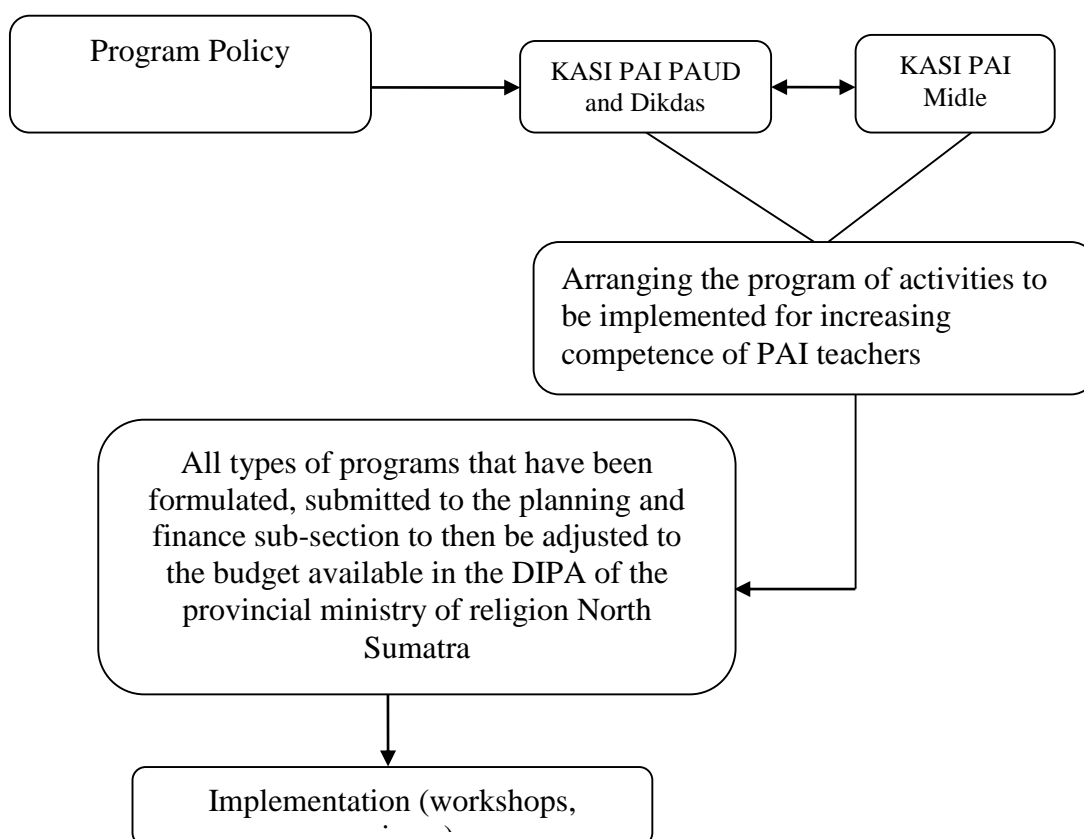 Program Policy
KASI PAI PAUD
and Dikdas
KASI PAI
Midle
Arranging the program of activities to
be implemented for increasing
competence of PAI teachers
All types of programs that have been
formulated, submitted to the planning and
finance sub-section to then be adjusted to
the budget available in the DIPA of the
provincial ministry of religion North
Sumatra
Implementation (workshops,